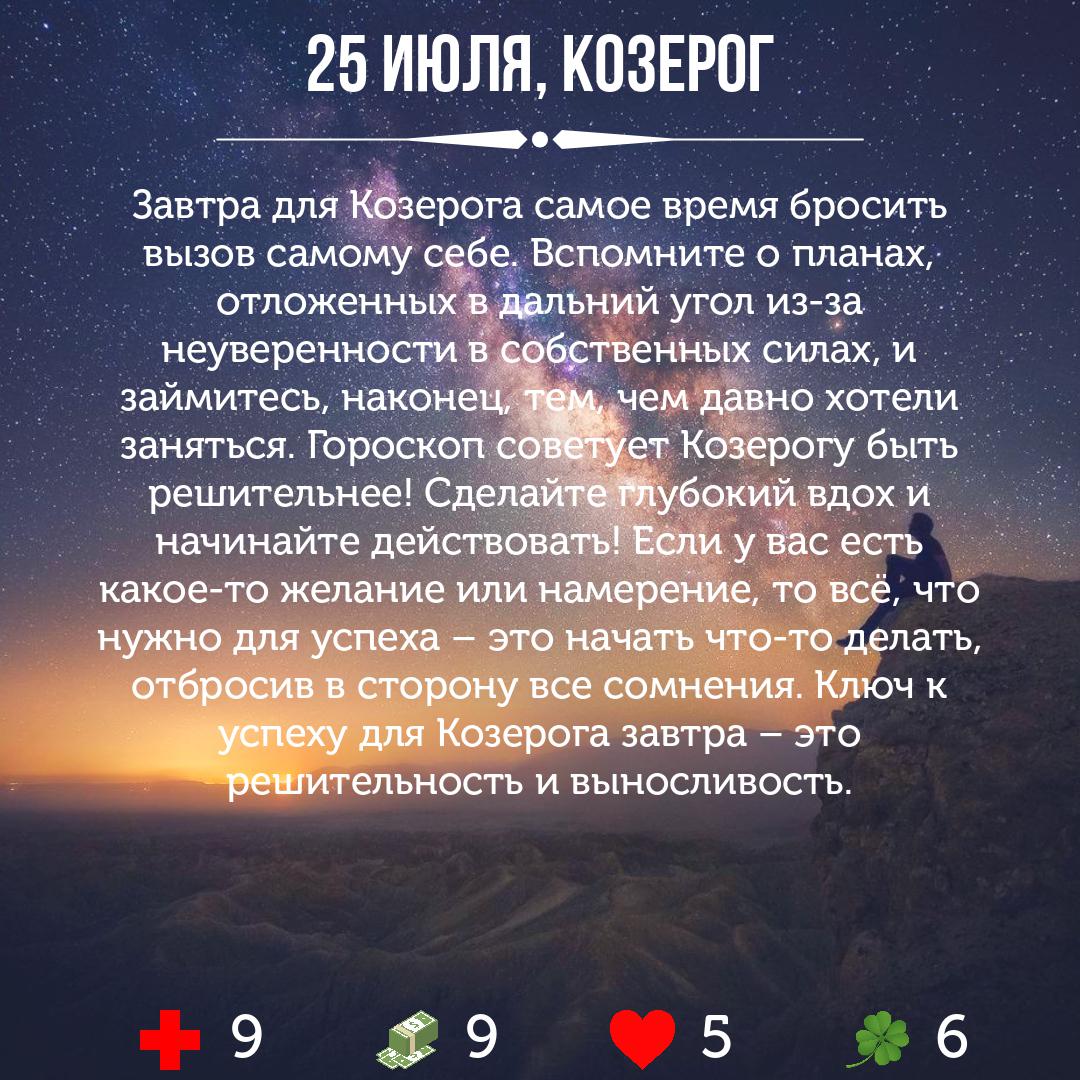 25 ИЮЛЯ, КОЗЕРОГ
Завтра для Козерога самое время бросить
вызов самому себе. Вспомните о планах,
отложенных в дальний угол из-за
неуверенности в собственных силах, и
займитесь, наконец, тем, чем давно хотели
заняться. Гороскоп советует Козерогу быть
решительнее! Сделайте глубокий вдох и
начинайте действовать! Если у вас есть
какое-то желание или намерение, то всё, что
нужно для успеха – это начать что-то делать,
отбросив в сторону все сомнения. Ключ к
успеху для Козерога завтра – это
решительность и выносливость.
9 9 5 6